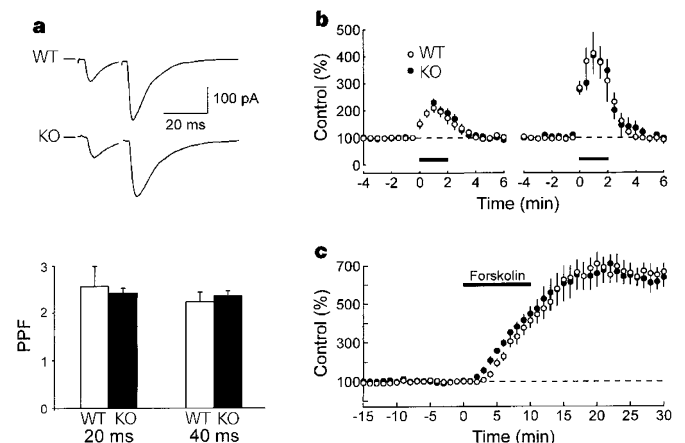 a
WT
100 pA
20 ms
KO
3
2
1
0
PPF
WT KO WT KO
20 ms 40 ms
b
500
400
300
200
100
0
Control (%)
WT
KO
-4 -2 0 2 4 6 -4 -2 0 2 4 6
Time (min)
c
700
500
300
100
Control (%)
Forskolin
-15 -10 -5 0 5 10 15 20 25 30
Time (min)